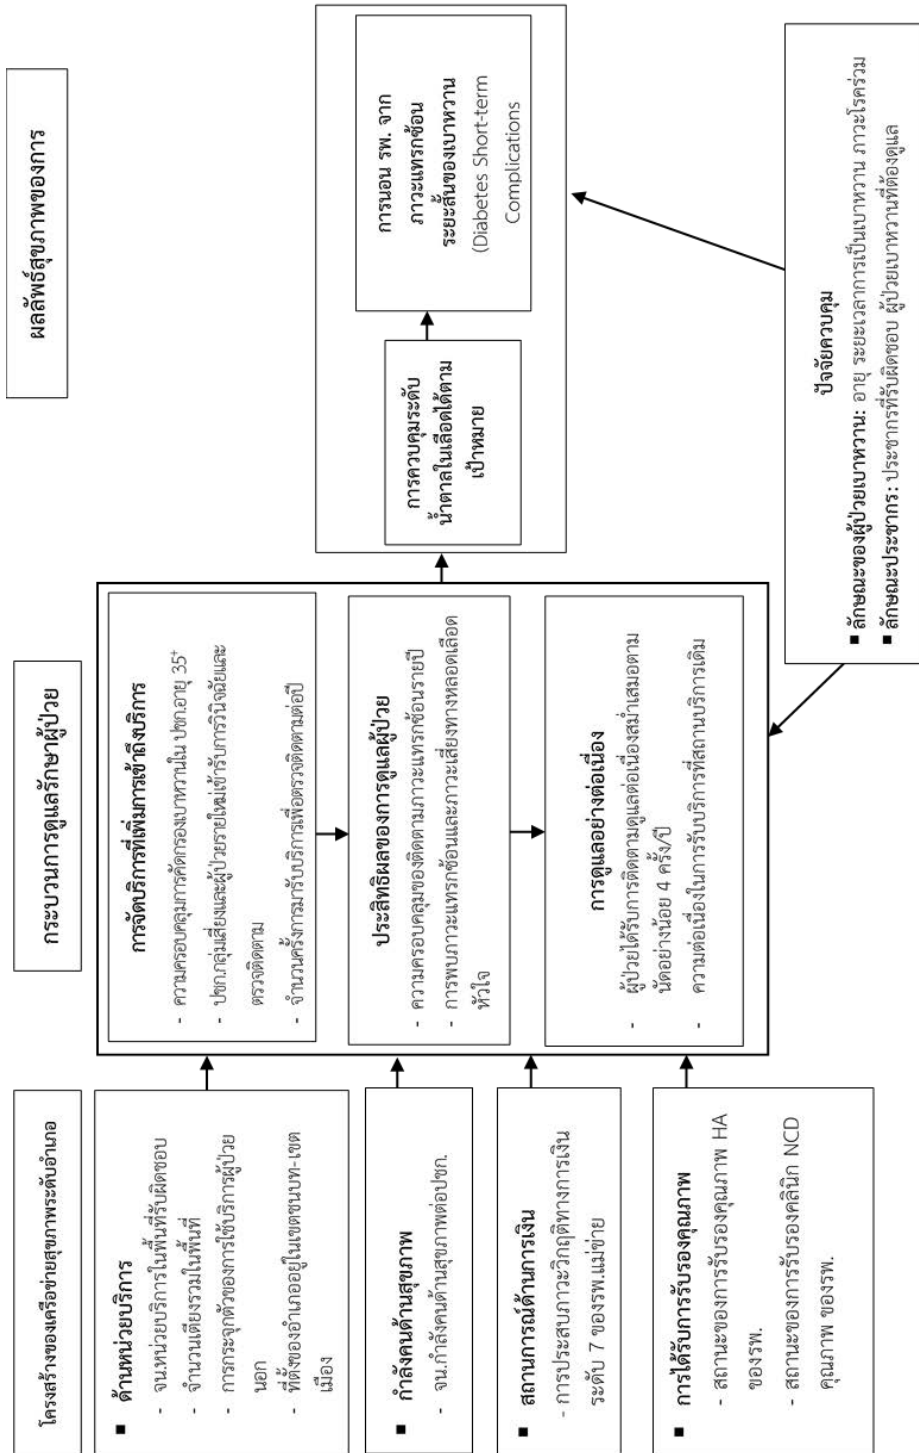 โครงสร้างของเครือข่ายสุขภาพระดับอำเภอ
■ ด้านหน่วยบริการ
- จน.หน่วยบริการในพื้นที่รับผิดชอบ
- จำนวนเตียงรวมในพื้นที่
- การกระจุกตัวของการใช้บริการผู้ป่วย
นอก
- ที่ตั้งของอำเภออยู่ในเขตชนบท-เขต
เมือง
■ กำลังคนด้านสุขภาพ
- จน.กำลังคนด้านสุขภาพต่อปชก.
■ สถานการณ์ด้านการเงิน
- การประสบภาวะวิกฤติทางการเงิน
ระดับ 7 ของรพ.แม่ข่าย
■ การได้รับการรับรองคุณภาพ
- สถานะของการรับรองคุณภาพ HA
ของรพ.
- สถานะของการรับรองคลินิก NCD
คุณภาพ ของรพ.
กระบวนการดูแลรักษาผู้ป่วย
การจัดบริการที่เพิ่มการเข้าถึงบริการ
- ความครอบคลุมการคัดกรองเบาหวานใน ปชก.อายุ 35+
- ปชก.กลุ่มเสี่ยงและผู้ป่วยรายใหม่เข้ารับการวินิจฉัยและ
ตรวจติดตาม
- จำนวนครั้งการมารับบริการเพื่อตรวจติดตามต่อปี
ประสิทธิผลของการดูแลผู้ป่วย
- ความครอบคลุมของติดตามภาวะแทรกซ้อนรายปี
- การพบภาวะแทรกซ้อนและภาวะเสี่ยงทางหลอดเลือด
หัวใจ
การดูแลอย่างต่อเนื่อง
- ผู้ป่วยได้รับการติดตามดูแลต่อเนื่องสม่ำเสมอตาม
นัดอย่างน้อย 4 ครั้ง/ปี
- ความต่อเนื่องในการรับบริการที่สถานบริการเดิม
ผลลัพธ์สุขภาพของการ
การควบคุมระดับ
น้ำตาลในเลือดได้ตาม
เป้าหมาย
การนอน รพ. จาก
ภาวะแทรกซ้อน
ระยะสั้นของเบาหวาน
(Diabetes Short-term
Complications
ปัจจัยควบคุม
■ ลักษณะของผู้ป่วยเบาหวาน: อายุ ระยะเวลาการเป็นเบาหวาน ภาวะโรคร่วม
■ ลักษณะประชากร: ประชากรที่รับผิดชอบ ผู้ป่วยเบาหวานที่ต้องดูแล